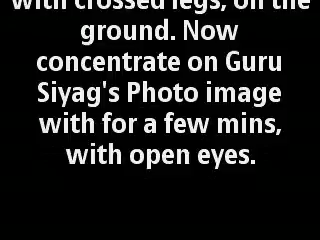 with crossed legs, on the
ground. Now
concentrate on Guru
Siyag's Photo image
with for a few mins,
with open eyes.